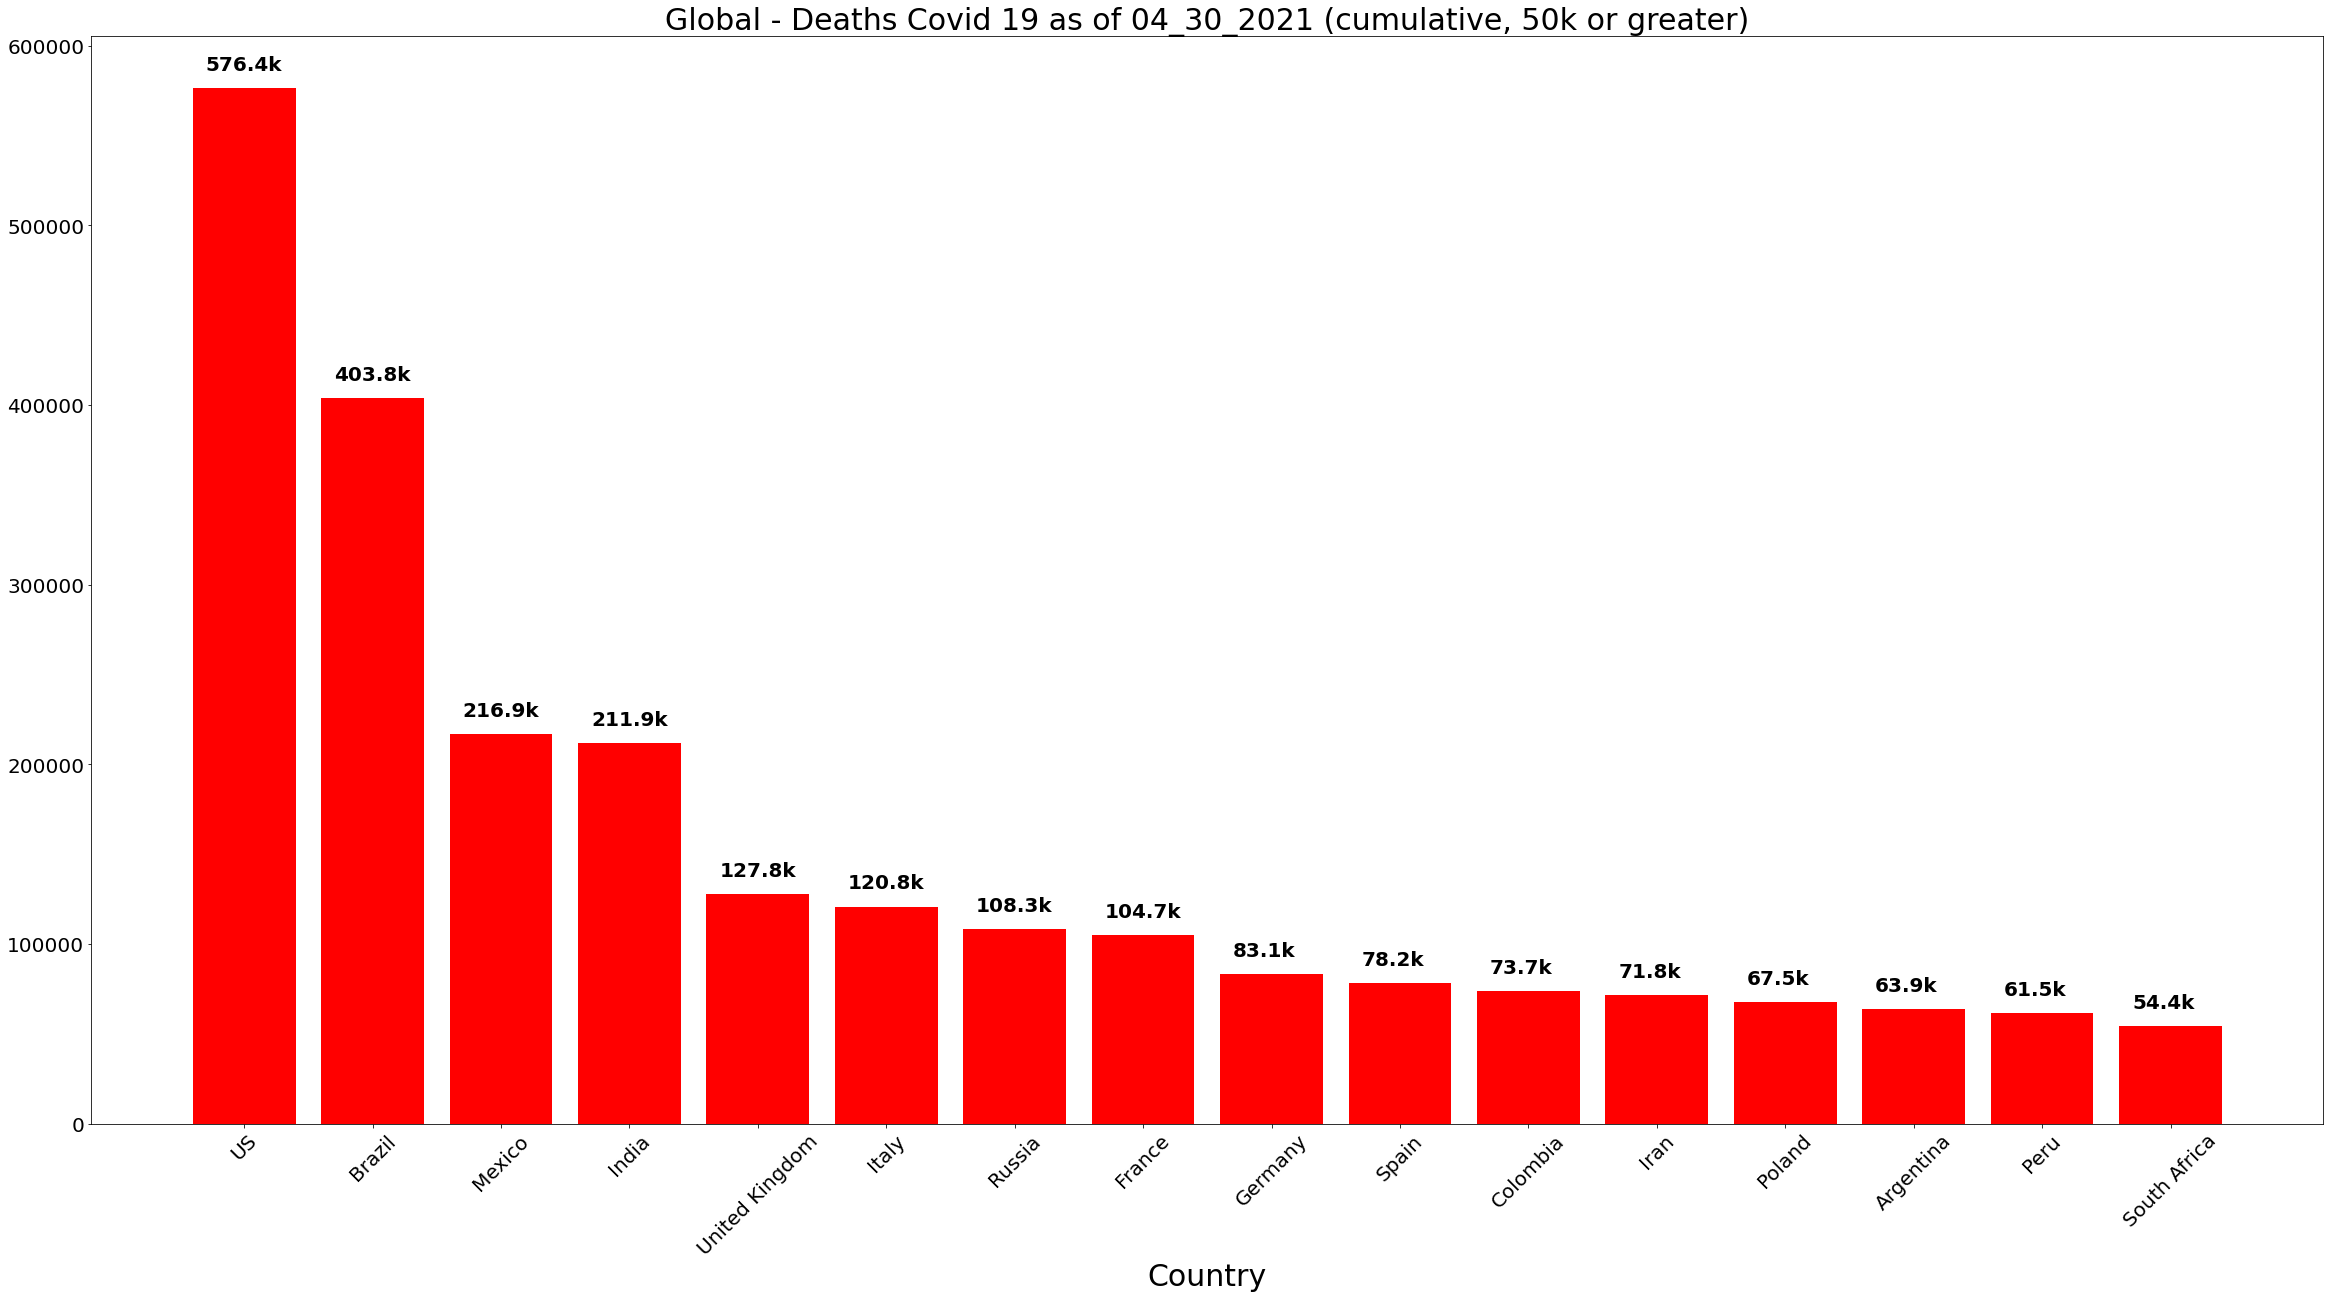 Global - Deaths Covid 19 as of 04_30_2021 (cumulative, 50k or greater)
600000
500000
400000
300000
200000
100000
0
576.4k
403.8k
216.9k
211.9k
127.8k
120.8k
108.3k
104.7k
83.1k
78.2k
73.7k
71.8k
67.5k
63.9k
61.5k
54.4k
US
Brazil
Mexico
India
United Kingdom
Italy
Russia
France
Germany
Spain
Colombia
Iran
Poland
Argentina
Peru
South Africa
Country